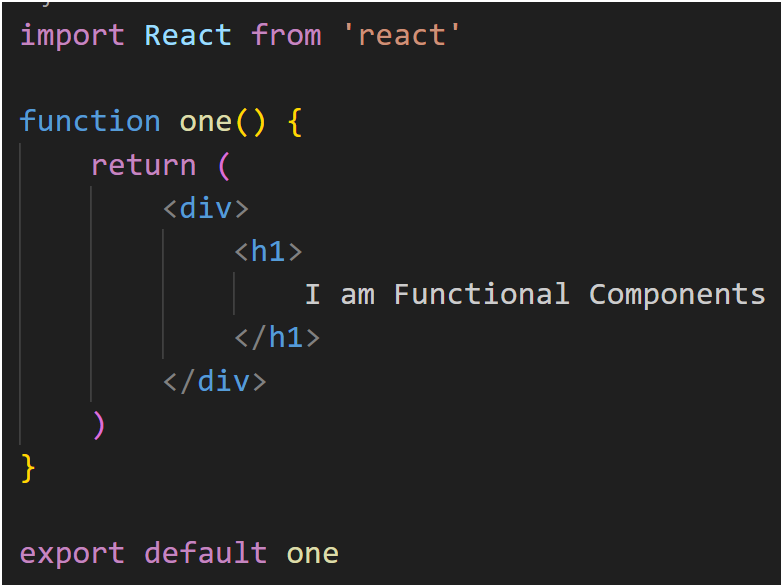 import React from 'react'
function one() {
return (
<div>
<h1>
I am Functional Components
</h1>
</div>
)
}
export default one